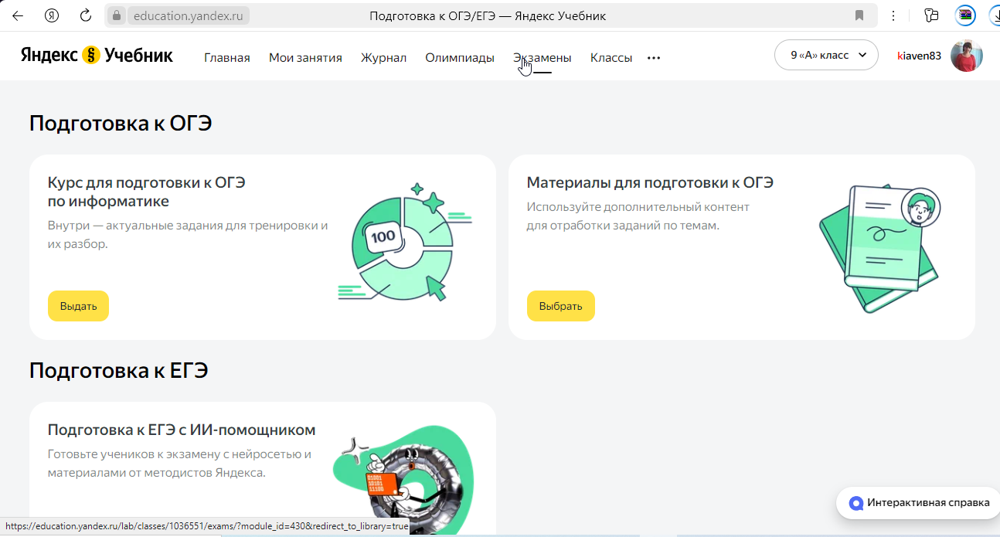 education.yandex.ru
Подготовка к ОГЭ/ЕГЭ — Яндекс Учебник
Яндекс Учебник
Главная
Мои занятия
Журнал
Олимпиады
Экзамены
Классы
9 «А» класс
kiaven83
Подготовка к ОГЭ
Курс для подготовки к ОГЭ
по информатике
Внутри — актуальные задания для тренировки и
их разбор.
100
Выдать
Материалы для подготовки к ОГЭ
Используйте дополнительный контент
для отработки заданий по темам.
Выбрать
Подготовка к ЕГЭ
Подготовка к ЕГЭ с ИИ-помощником
Готовьте учеников к экзамену с нейросетью и
материалами от методистов Яндекса.
01001
10101
11100
Интерактивная справка
https://education.yandex.ru/lab/classes/1036551/exams/?module_id=430&redirect_to_library=true